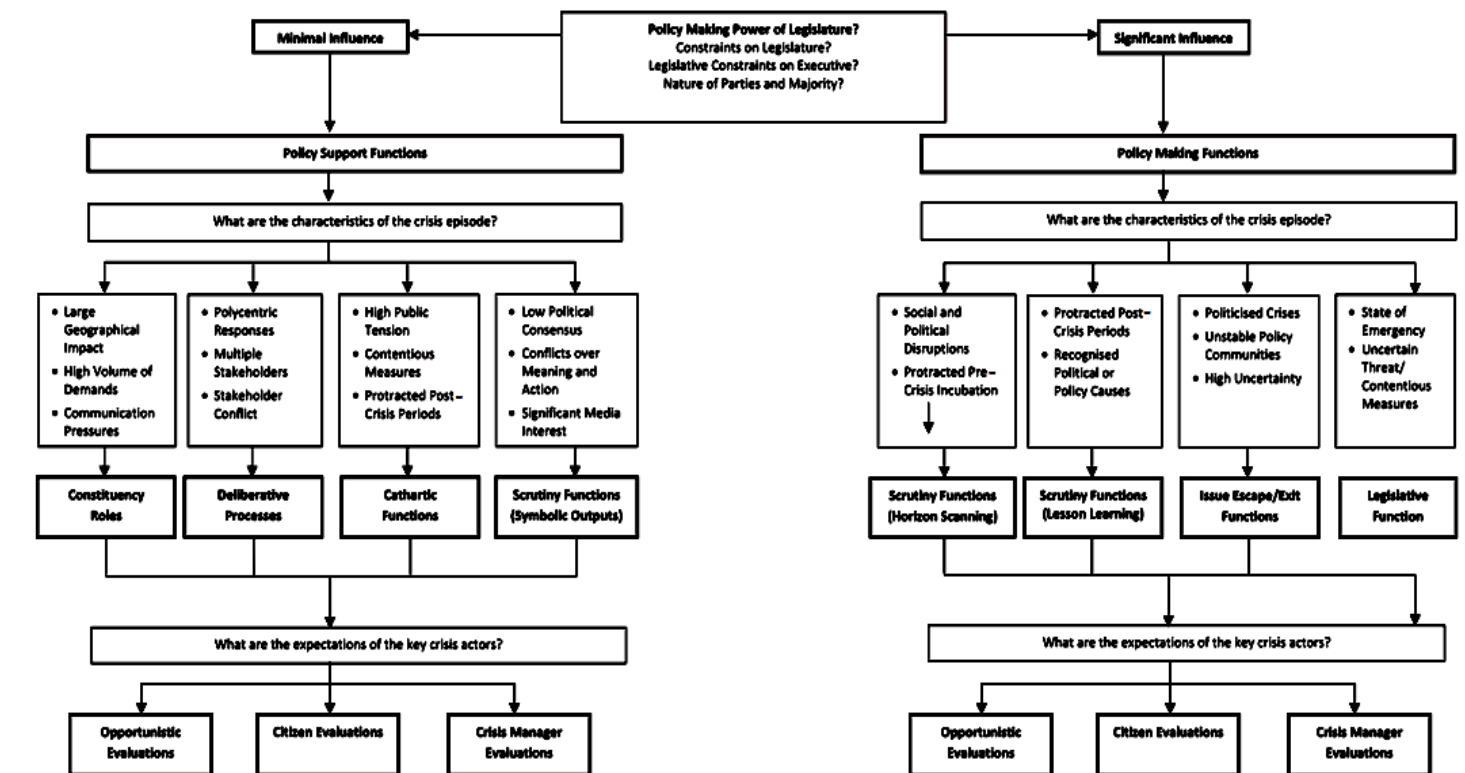 Minimal Influence
Policy Making Power of Legislature?
Constraints on Legislature?
Legislative Constraints on Executive?
Nature of Parties and Majority?
Significant Influence
Policy Support Functions
Policy Making Functions
What are the characteristics of the crisis episode?
What are the characteristics of the crisis episode?
• Large
Geographical
Impact
• High Volume of
Demands
• Communication
Pressures
• Polycentric
Responses
• Multiple
Stakeholders
• Stakeholder
Conflict
• High Public
Tension
• Contentious
Measures
• Protracted Post–
Crisis Periods
• Low Political
Consensus
• Conflicts over
Meaning and
Action
• Significant Media
Interest
• Social and
Political
Disruptions
• Protracted Pre–
Crisis Incubation
• Protracted Post–
Crisis Periods
• Recognised
Political or
Policy Causes
• Politicised Crises
• Unstable Policy
Communities
• High Uncertainty
• State of
Emergency
• Uncertain
Threat/
Contentious
Measures
Constituency
Roles
Deliberative
Processes
Cathartic
Functions
Scrutiny Functions
(Symbolic Outputs)
Scrutiny Functions
(Horizon Scanning)
Scrutiny Functions
(Lesson Learning)
Issue Escape/Exit
Functions
Legislative
Function
What are the expectations of the key crisis actors?
What are the expectations of the key crisis actors?
Opportunistic
Evaluations
Citizen Evaluations
Crisis Manager
Evaluations
Opportunistic
Evaluations
Citizen Evaluations
Crisis Manager
Evaluations